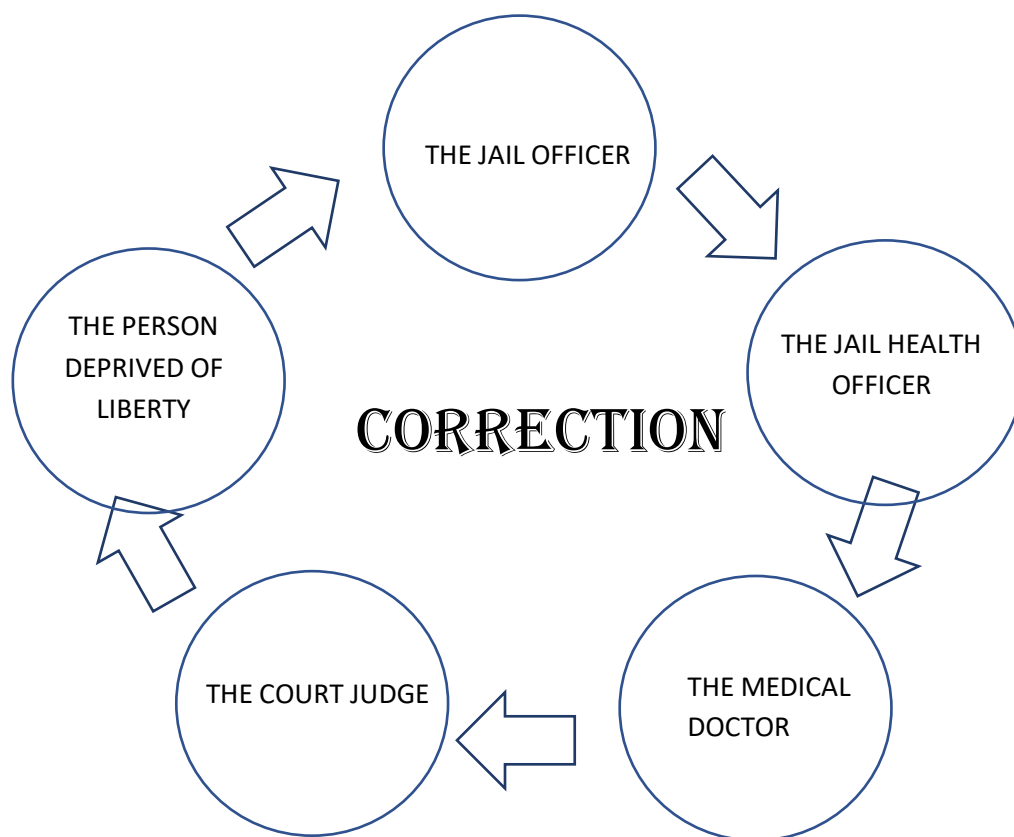 THE JAIL OFFICER
THE JAIL HEALTH
OFFICER
THE MEDICAL
DOCTOR
THE COURT JUDGE
THE PERSON
DEPRIVED OF
LIBERTY
CORRECTION